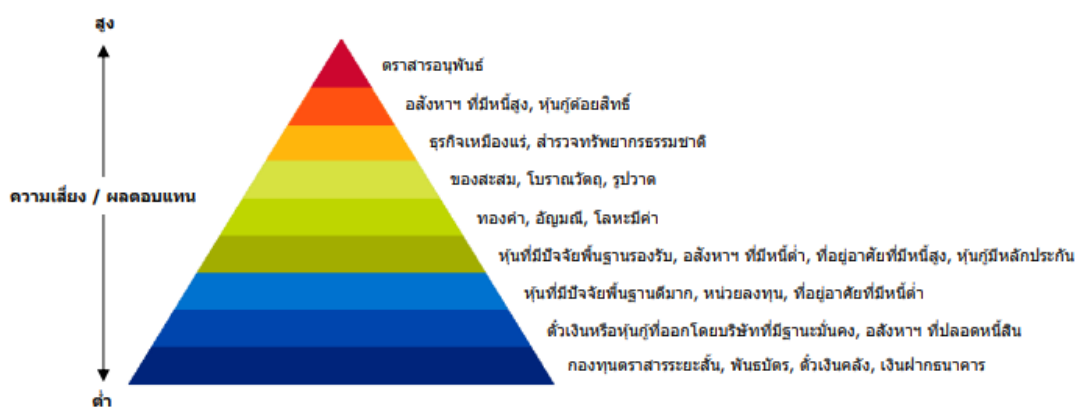 สูง
ตราสารอนุพันธ์
อสังหาฯ ที่มีหนี้สูง, หุ้นกู้ด้อยสิทธิ์
ธุรกิจเหมืองแร่, สำรวจทรัพยากรธรรมชาติ
ของสะสม, โบราณวัตถุ, รูปวาด
ความเสี่ยง / ผลตอบแทน
ทองคำ, อัญมณี, โลหะมีค่า
หุ้นที่มีปัจจัยพื้นฐานรองรับ, อสังหาฯ ที่มีหนี้ต่ำ, ที่อยู่อาศัยที่มีหนี้สูง, หุ้นกู้มีหลักประกัน
หุ้นที่มีปัจจัยพื้นฐานดีมาก, หน่วยลงทุน, ที่อยู่อาศัยที่มีหนี้ต่ำ
ตั๋วเงินหรือหุ้นกู้ที่ออกโดยบริษัทที่มีฐานะมั่นคง, อสังหาฯ ที่ปลอดหนี้สิน
กองทุนตราสารระยะสั้น, พันธบัตร, ตั๋วเงินคลัง, เงินฝากธนาคาร
ต่ำ